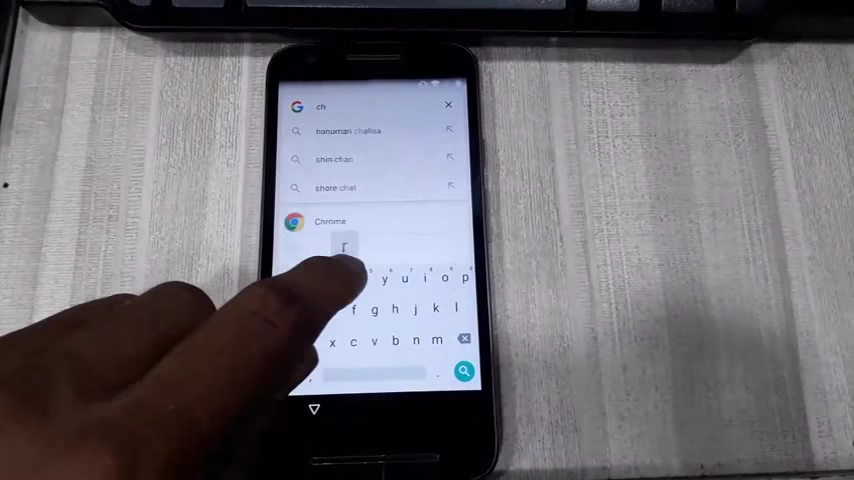 ch
hanuman chalisa
shin chan
share chat
Chrome
r
y u i o p
f g h j k l
x c v b n m
, .